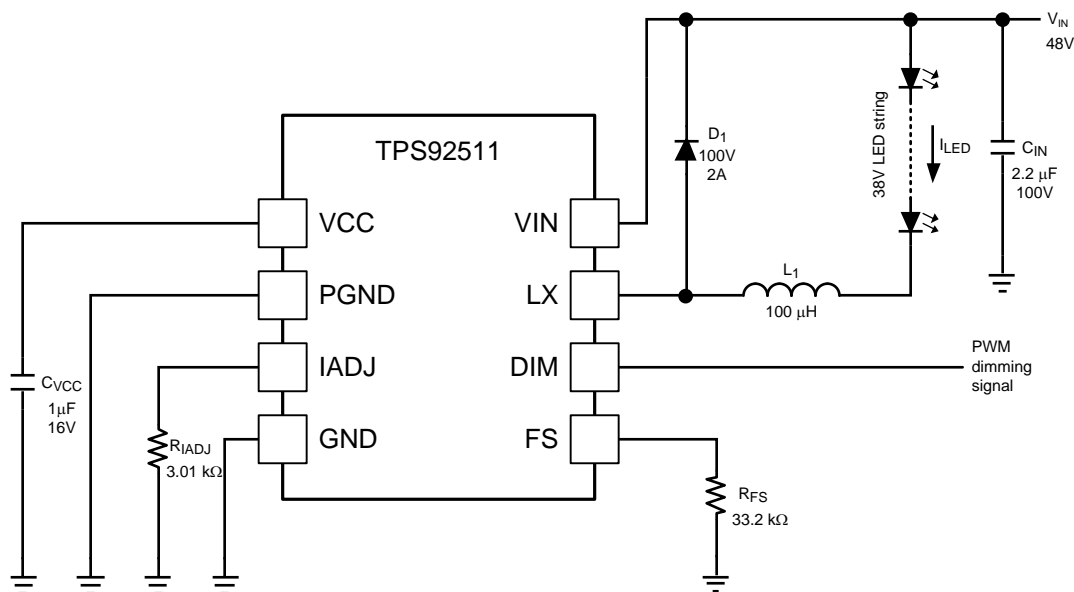 V_IN
48V
D_1
100V
2A
38V LED string
I_LED
C_IN
2.2 μF
100V
TPS92511
VCC
VIN
PGND
LX
L_1
100 μH
IADJ
DIM
PWM
dimming
signal
C_VCC
1μF
16V
R_IADJ
3.01 kΩ
GND
FS
R_FS
33.2 kΩ